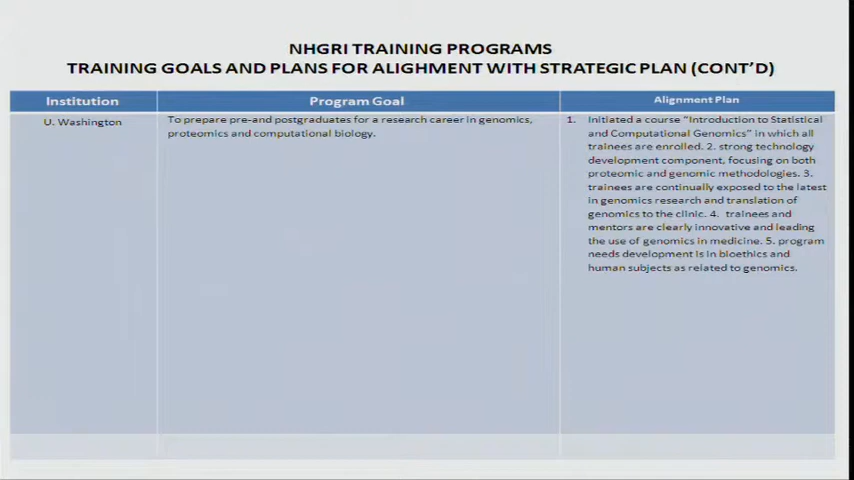 NHGRI TRAINING PROGRAMS
TRAINING GOALS AND PLANS FOR ALIGHMENT WITH STRATEGIC PLAN (CONT'D)
Institution
Program Goal
Alignment Plan
U. Washington
To prepare pre-and postgraduates for a research career in genomics,
proteomics and computational biology.
1. Initiated a course "Introduction to Statistical
and Computational Genomics" in which all
trainees are enrolled. 2. strong technology
development component, focusing on both
proteomic and genomic methodologies. 3.
trainees are continually exposed to the latest
in genomics research and translation of
genomics to the clinic. 4. trainees and
mentors are clearly innovative and leading
the use of genomics in medicine. 5. program
needs development is in bioethics and
human subjects as related to genomics.